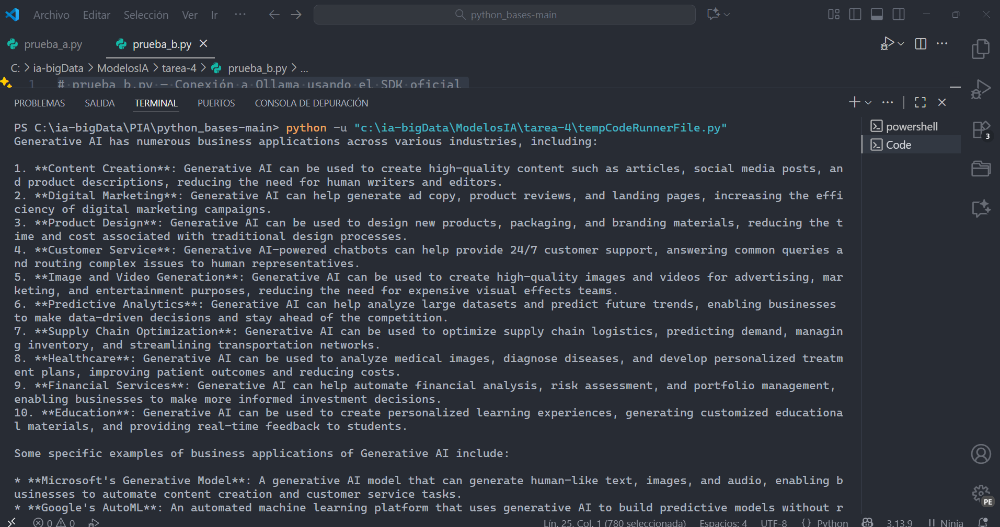 Archivo Editar Selección Ver Ir ··· python_bases-main
prueba_a.py prueba_b.py
C: > ia-bigData > ModelosIA > tarea-4 > prueba_b.py > ...
1 # prueba_b.py — Conexión a Ollama usando el SDK oficial
PROBLEMAS SALIDA TERMINAL PUERTOS CONSOLA DE DEPURACIÓN
powershell
Code
3
PS C:\ia-bigData\PIA\python_bases-main> python -u "c:\ia-bigData\ModelosIA\tarea-4\tempCodeRunnerFile.py"
Generative AI has numerous business applications across various industries, including:
1. **Content Creation**: Generative AI can be used to create high-quality content such as articles, social media posts, an
d product descriptions, reducing the need for human writers and editors.
2. **Digital Marketing**: Generative AI can help generate ad copy, product reviews, and landing pages, increasing the effi
ciency of digital marketing campaigns.
3. **Product Design**: Generative AI can be used to design new products, packaging, and branding materials, reducing the t
ime and cost associated with traditional design processes.
4. **Customer Service**: Generative AI-powered chatbots can help provide 24/7 customer support, answering common queries a
nd routing complex issues to human representatives.
5. **Image and Video Generation**: Generative AI can be used to create high-quality images and videos for advertising, mar
keting, and entertainment purposes, reducing the need for expensive visual effects teams.
6. **Predictive Analytics**: Generative AI can help analyze large datasets and predict future trends, enabling businesses
to make data-driven decisions and stay ahead of the competition.
7. **Supply Chain Optimization**: Generative AI can be used to optimize supply chain logistics, predicting demand, managin
g inventory, and streamlining transportation networks.
8. **Healthcare**: Generative AI can be used to analyze medical images, diagnose diseases, and develop personalized treatm
ent plans, improving patient outcomes and reducing costs.
9. **Financial Services**: Generative AI can help automate financial analysis, risk assessment, and portfolio management,
enabling businesses to make more informed investment decisions.
10. **Education**: Generative AI can be used to create personalized learning experiences, generating customized educationa
l materials, and providing real-time feedback to students.
Some specific examples of business applications of Generative AI include:
* **Microsoft's Generative Model**: A generative AI model that can generate human-like text, images, and audio, enabling b
usinesses to automate content creation and customer service tasks.
* **Google's AutoML**: An automated machine learning platform that uses generative AI to build predictive models without r
PE
0 0 Lín. 25, Col. 1 (780 seleccionada) Espacios: 4 UTF-8 {} Python 3.13.9 Ninja